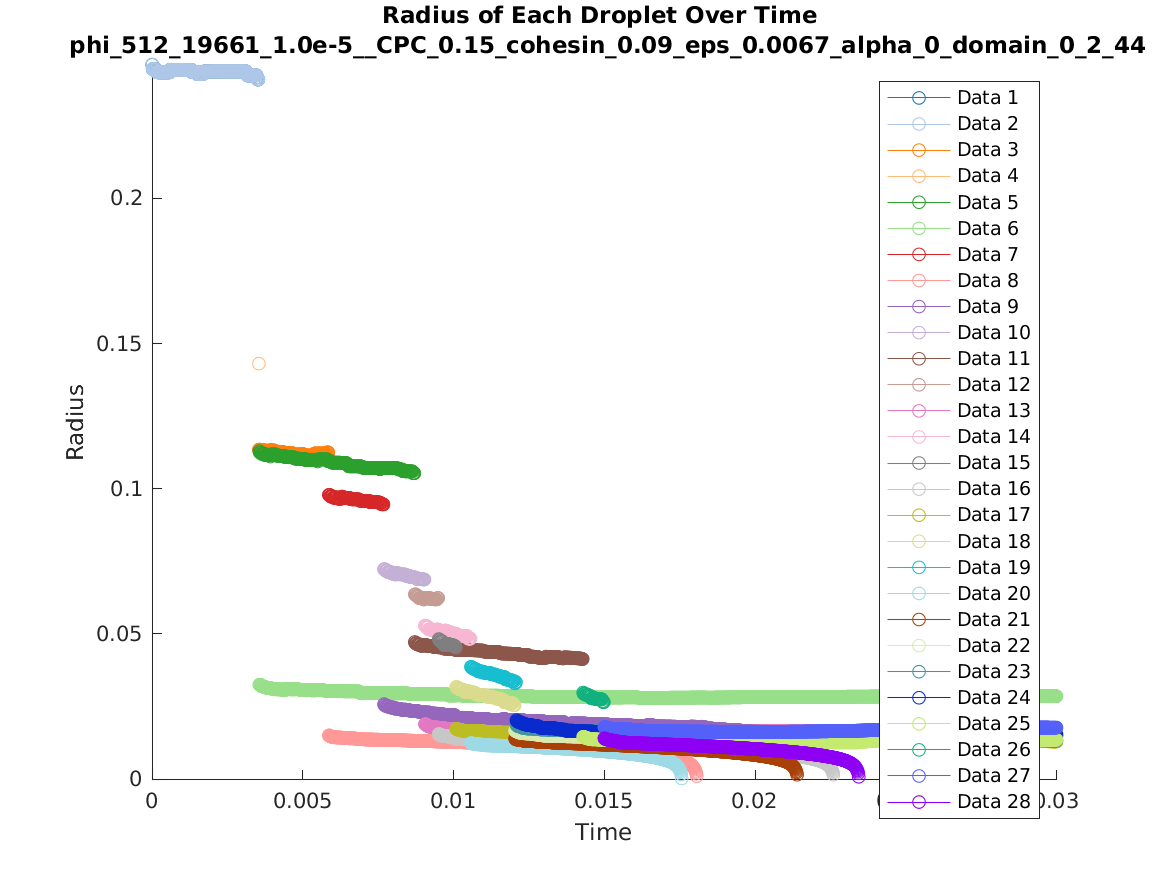 Radius of Each Droplet Over Time
phi_512_19661_1.0e-5__CPC_0.15_cohesin_0.09_eps_0.0067_alpha_0_domain_0_2_44
Radius
0.2
0.15
0.1
0.05
0
0
0.005
0.01
0.015
0.02
0.03
Time
Data 1
Data 2
Data 3
Data 4
Data 5
Data 6
Data 7
Data 8
Data 9
Data 10
Data 11
Data 12
Data 13
Data 14
Data 15
Data 16
Data 17
Data 18
Data 19
Data 20
Data 21
Data 22
Data 23
Data 24
Data 25
Data 26
Data 27
Data 28